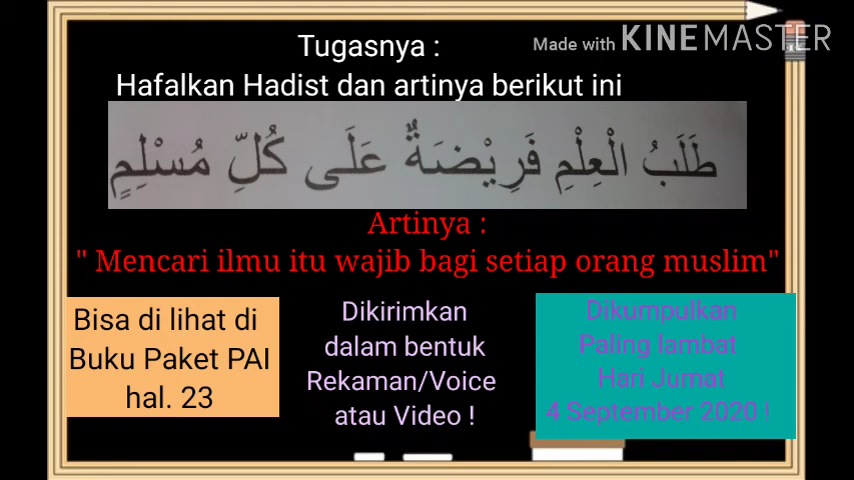 Tugasnya :
Made with KINEMASTER
Hafalkan Hadist dan artinya berikut ini
طَلَبُ الْعِلْمِ فَرِيْضَةٌ عَلَى كُلِّ مُسْلِمٍ
Artinya :
" Mencari ilmu itu wajib bagi setiap orang muslim"
Bisa di lihat di
Buku Paket PAI
hal. 23
Dikirimkan
dalam bentuk
Rekaman/Voice
atau Video !
Dikumpulkan
Paling lambat
Hari Jumat
4 September 2020 !